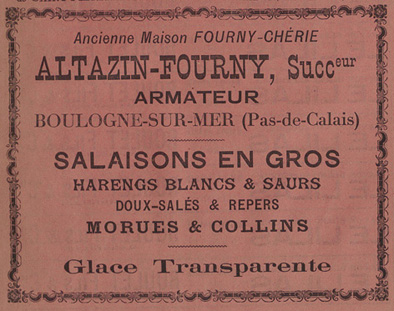 Ancienne Maison FOURNY-CHÉRIE
ALTAZIN-FOURNY, Succeur
ARMATEUR
BOULOGNE-SUR-MER (Pas-de-Calais)
SALAISONS EN GROS
HARENGS BLANCS & SAURS
DOUX-SALÉS & REPERS
MORUES & COLLINS
Glace Transparente